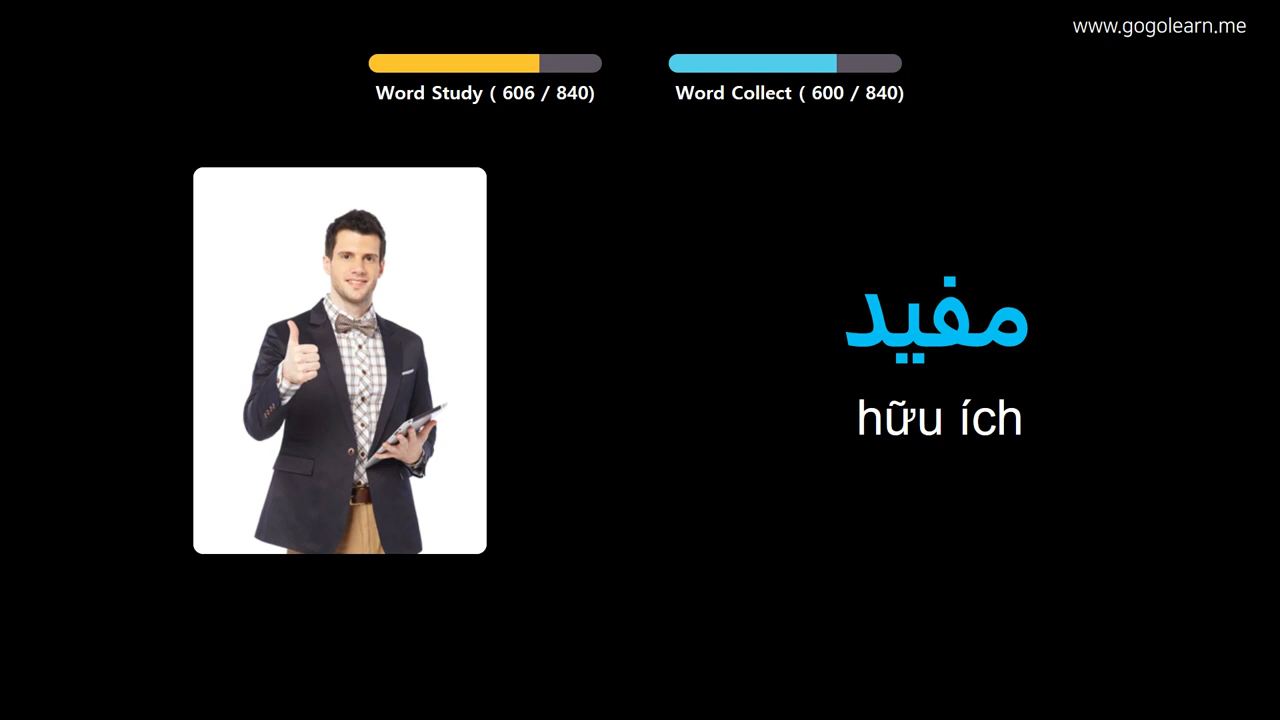 www.gogolearn.me
Word Study ( 606 / 840)
Word Collect ( 600 / 840)
مفيد
hữu ích